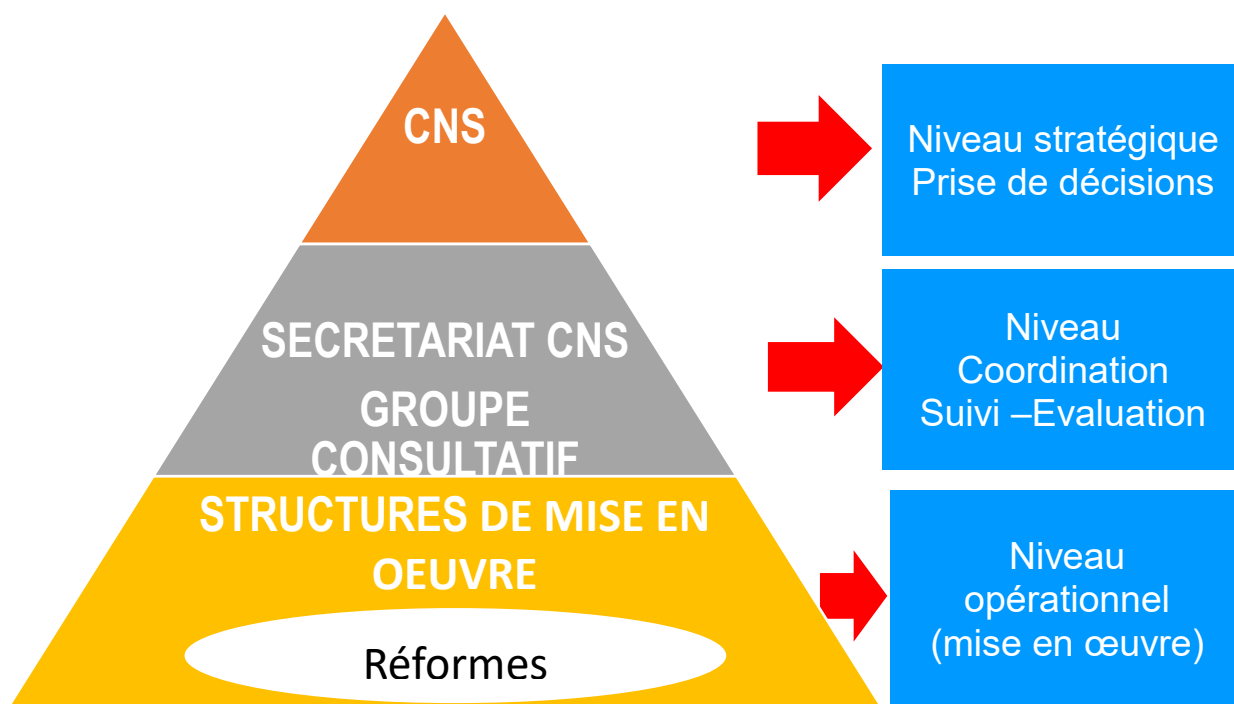 CNS
Niveau stratégique
Prise de décisions
SECRETARIAT CNS
GROUPE
CONSULTATIF
Niveau
Coordination
Suivi –Evaluation
STRUCTURES DE MISE EN
OEUVRE
Réformes
Niveau
opérationnel
(mise en œuvre)